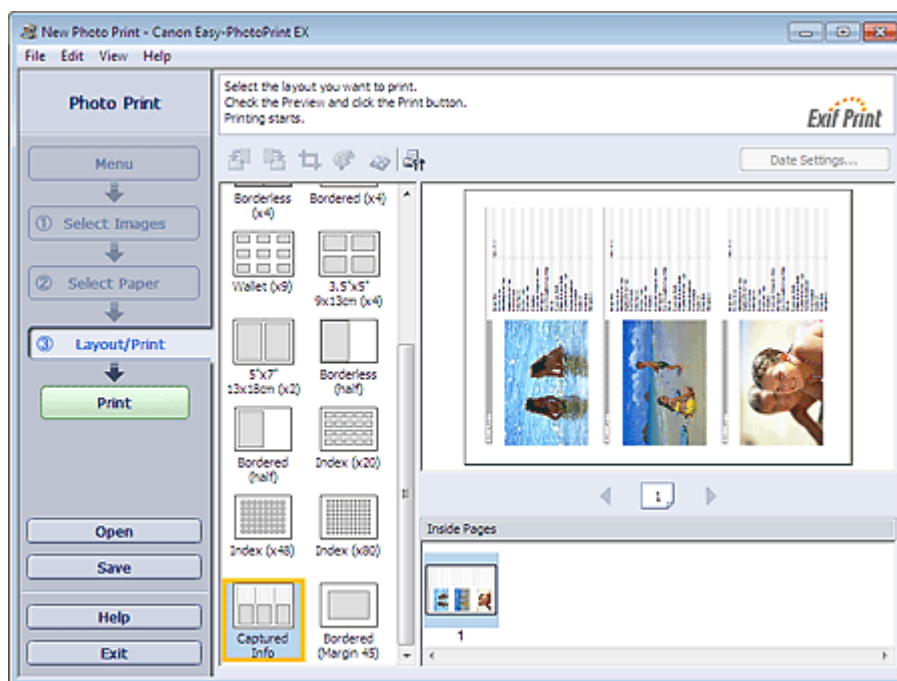 New Photo Print - Canon Easy-PhotoPrint EX
File Edit View Help
Photo Print
Menu
① Select Images
② Select Paper
③ Layout/Print
Print
Open
Save
Help
Exit
Select the layout you want to print.
Check the Preview and click the Print button.
Printing starts.
Exif Print
Date Settings...
Borderless
(x4)
Bordered (x4)
Wallet (x9)
3.5"x5"
9x13cm (x4)
5"x7"
13x18cm (x2)
Borderless
(half)
Bordered
(half)
Index (x20)
Index (x48)
Index (x80)
Captured
Info
Bordered
(Margin 45)
1
Inside Pages
1